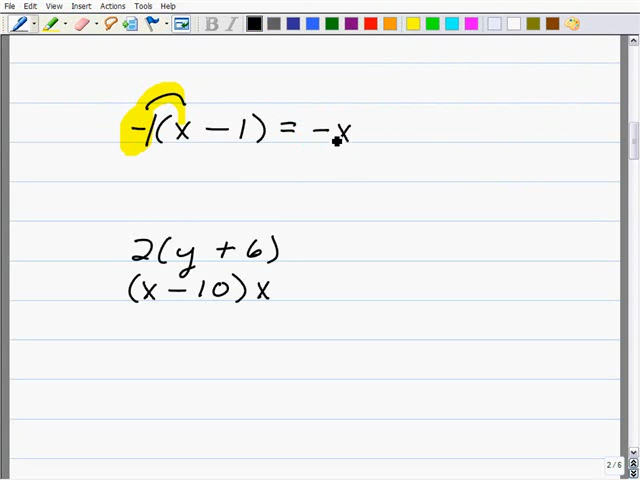 File Edit View Insert Actions Tools Help
-1(x - 1) = -x
2(y + 6)
(x - 10)x
2 / 6